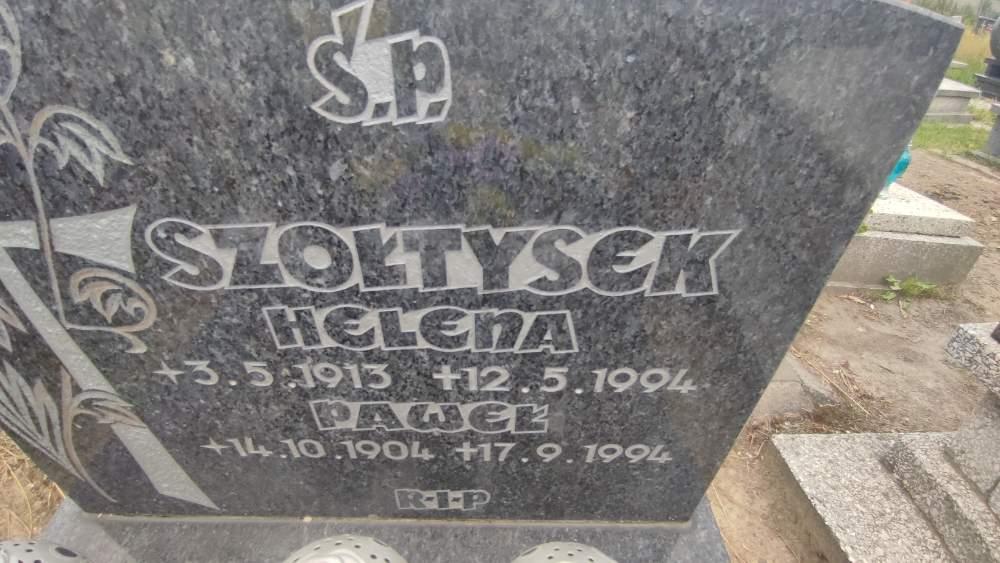 Ś.p.
SZOŁTYSEK
HELENA
★3.5.1913 ✝12.5.1994
PAWEŁ
★14.10.1904 ✝17.9.1994
R.I.P